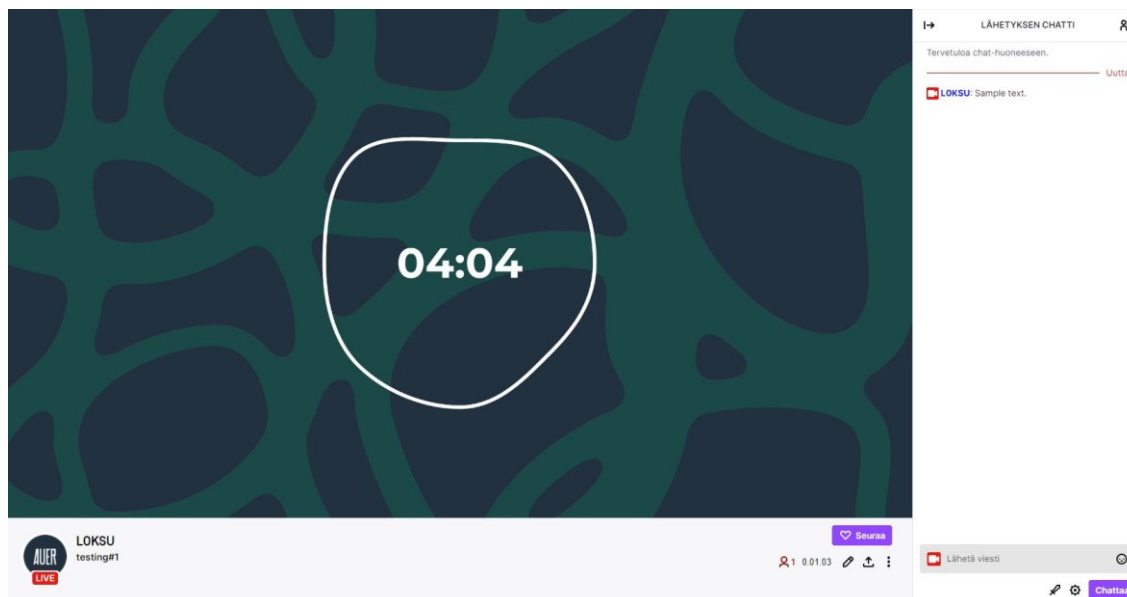 04:04
LOKSU
testing#1
AUER
LIVE
Seuraa
1 0.01.03
LÄHETYKSEN CHATTI
Tervetuloa chat-huoneeseen.
Uutta
LOKSU: Sample text.
Lähetä viesti
Chattaa